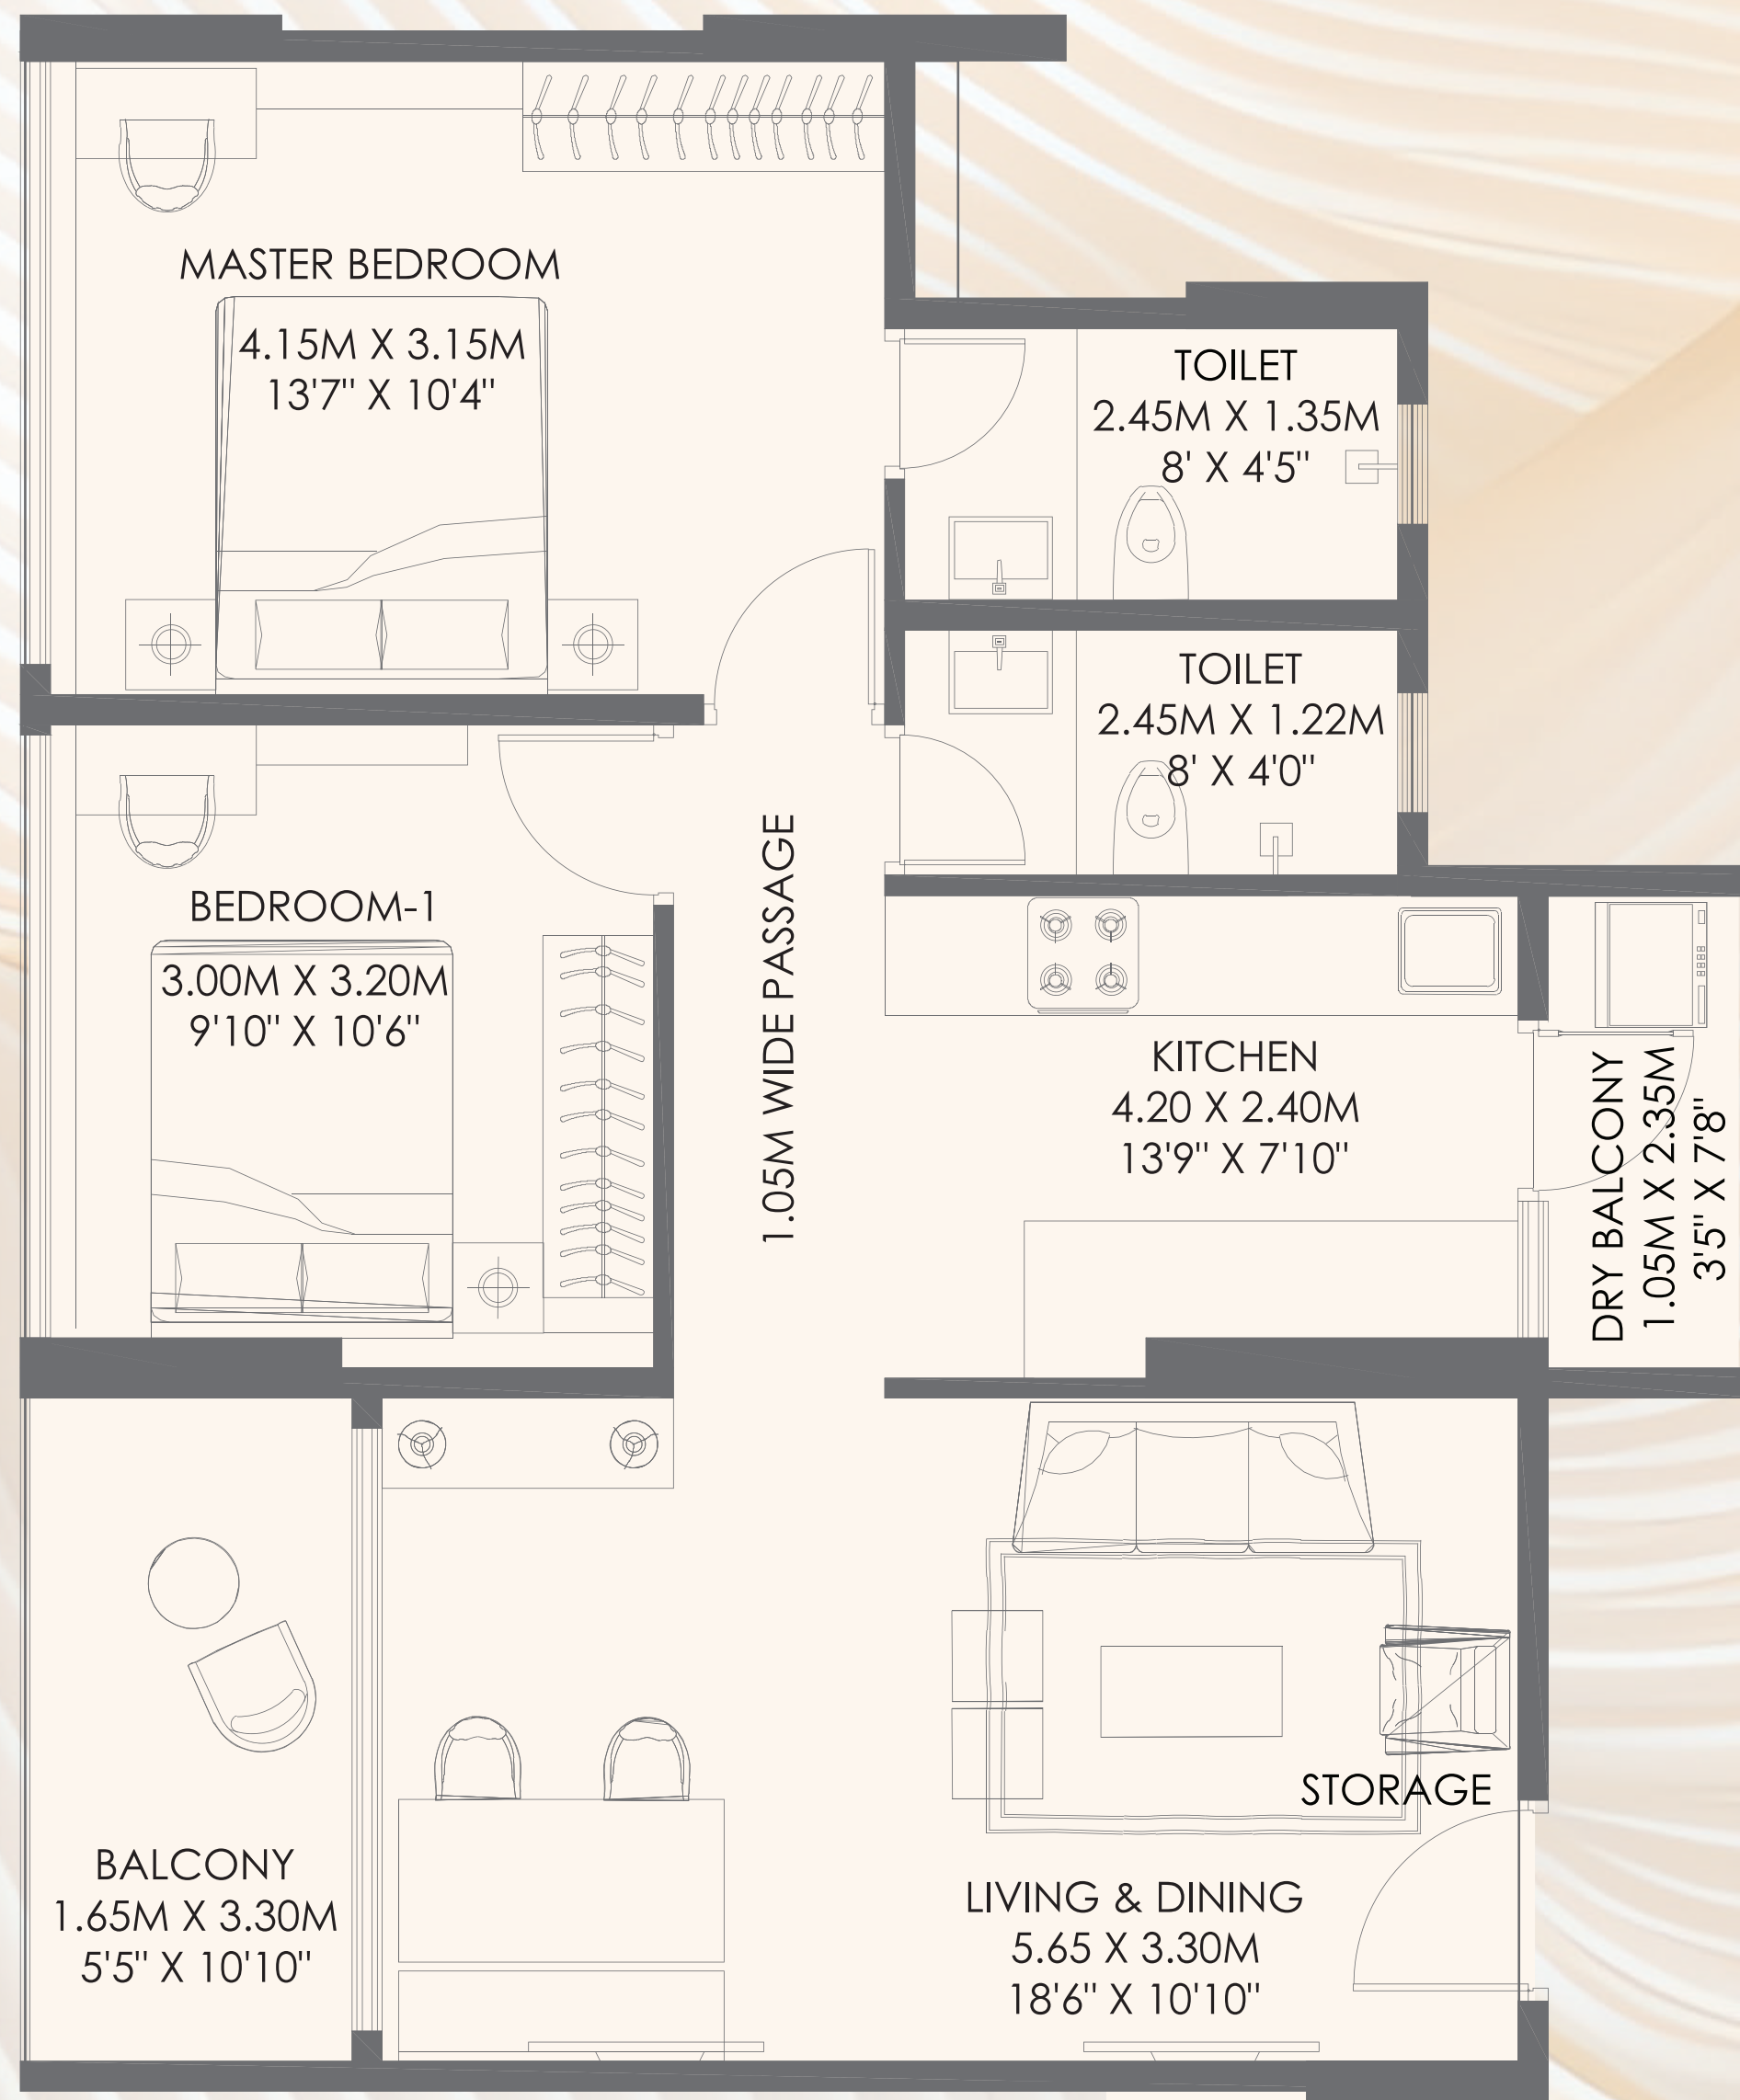 MASTER BEDROOM
4.15M X 3.15M
13'7" X 10'4"
TOILET
2.45M X 1.35M
8' X 4'5"
TOILET
2.45M X 1.22M
8' X 4'0"
BEDROOM-1
3.00M X 3.20M
9'10" X 10'6"
1.05M WIDE PASSAGE
KITCHEN
4.20 X 2.40M
13'9" X 7'10"
DRY BALCONY
1.05M X 2.35M
3'5" X 7'8"
STORAGE
BALCONY
1.65M X 3.30M
5'5" X 10'10"
LIVING & DINING
5.65 X 3.30M
18'6" X 10'10"